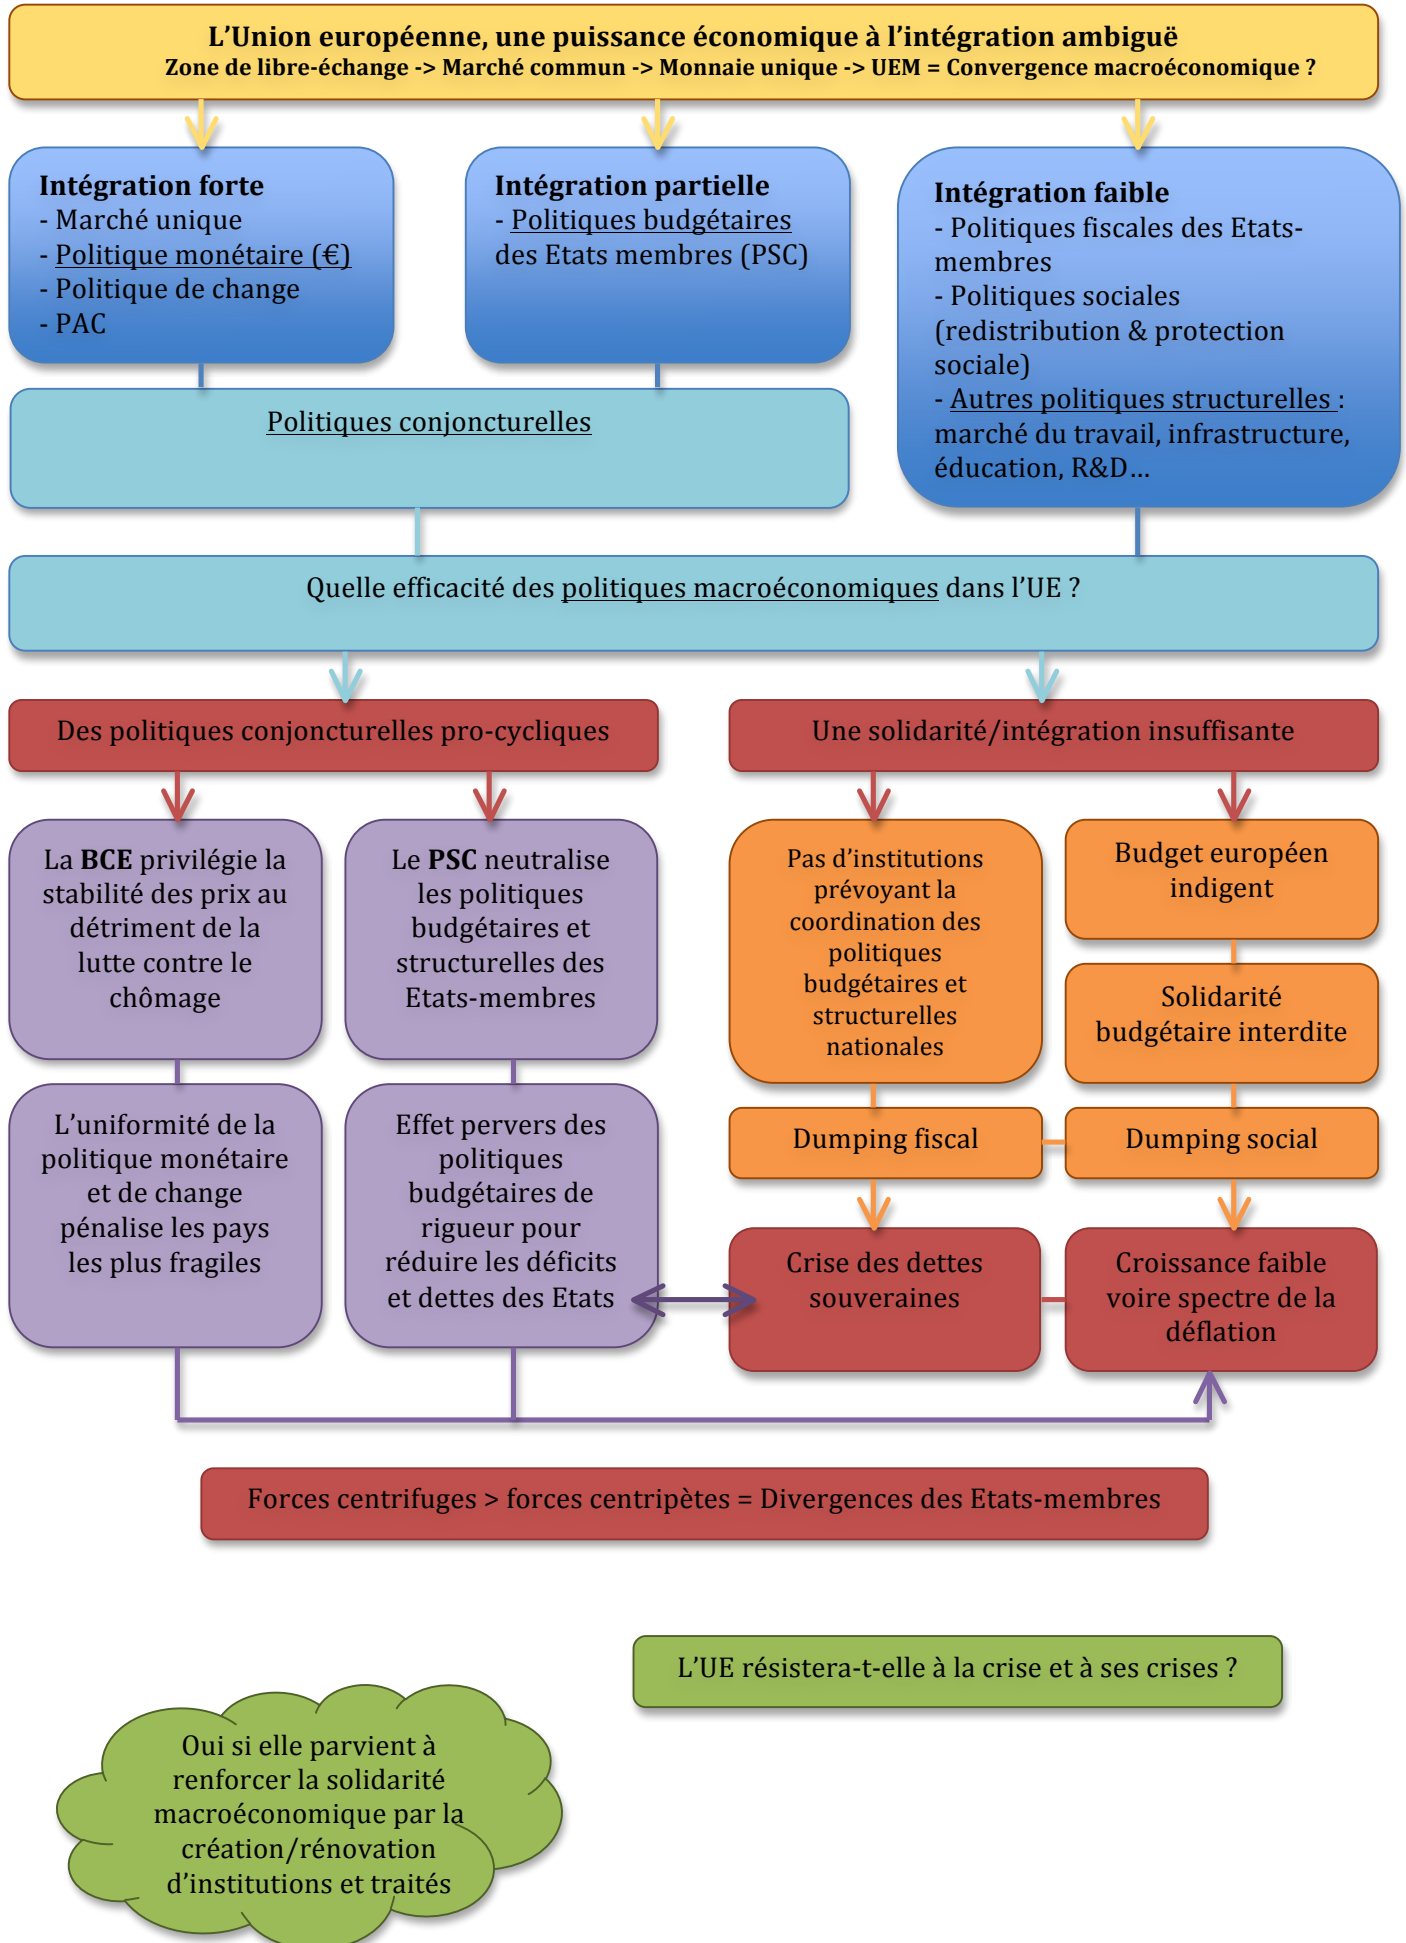 L’Union européenne, une puissance économique à l’intégration ambiguë
Zone de libre-échange -> Marché commun -> Monnaie unique -> UEM = Convergence macroéconomique ?
Intégration forte
- Marché unique
- Politique monétaire (€)
- Politique de change
- PAC
Intégration partielle
- Politiques budgétaires
des Etats membres (PSC)
Intégration faible
- Politiques fiscales des Etats-
membres
- Politiques sociales
(redistribution & protection
sociale)
- Autres politiques structurelles :
marché du travail, infrastructure,
éducation, R&D…
Politiques conjoncturelles
Quelle efficacité des politiques macroéconomiques dans l’UE ?
Des politiques conjoncturelles pro-cycliques
Une solidarité/intégration insuffisante
La BCE privilégie la
stabilité des prix au
détriment de la
lutte contre le
chômage
Le PSC neutralise
les politiques
budgétaires et
structurelles des
Etats-membres
Pas d’institutions
prévoyant la
coordination des
politiques
budgétaires et
structurelles
nationales
Budget européen
indigent
Solidarité
budgétaire interdite
L’uniformité de la
politique monétaire
et de change
pénalise les pays
les plus fragiles
Effet pervers des
politiques
budgétaires de
rigueur pour
réduire les déficits
et dettes des Etats
Dumping fiscal
Dumping social
Crise des dettes
souveraines
Croissance faible
voire spectre de la
déflation
Forces centrifuges > forces centripètes = Divergences des Etats-membres
L’UE résistera-t-elle à la crise et à ses crises ?
Oui si elle parvient à
renforcer la solidarité
macroéconomique par la
création/rénovation
d’institutions et traités